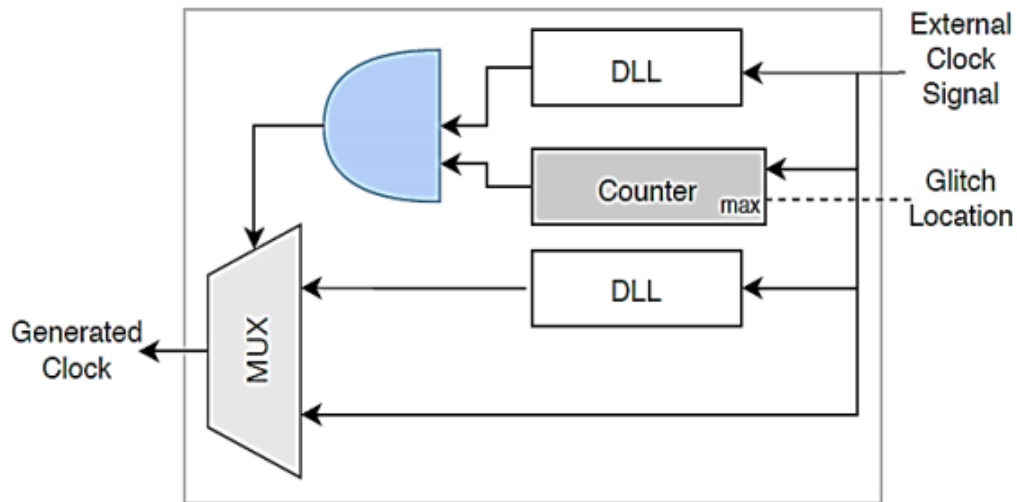 External
Clock
Signal
DLL
Counter
max
Glitch
Location
DLL
MUX
Generated
Clock